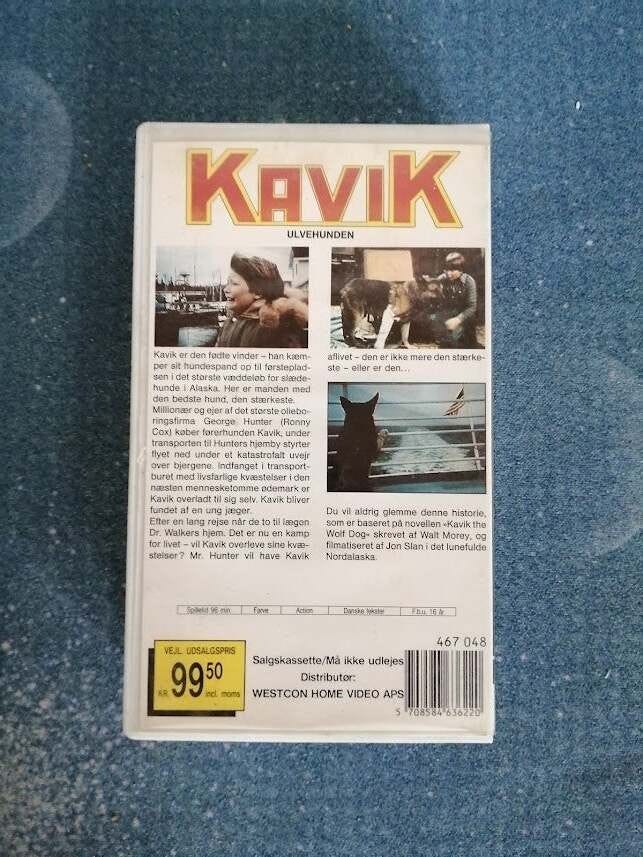 KAVIK
ULVEHUNDEN
Kavik er den fødte vinder – han kæm-
per sit hundespand op til førsteplad-
sen i det største væddeløb for slæde-
hunde i Alaska. Her er manden med
den bedste hund, den stærkeste.
Millionær og ejer af det største oliebo-
ringsfirma George Hunter (Ronny
Cox) køber førerhunden Kavik, under
transporten til Hunters hjemby styrter
flyet ned under et katastrofalt uvejr
over bjergene. Indfanget i transport-
buret med livsfarlige kvæstelser i den
næsten mennesketomme ødemark er
Kavik overladt til sig selv. Kavik bliver
fundet af en ung jæger.
Efter en lang rejse når de to til lægen
Dr. Walkers hjem. Det er nu en kamp
for livet – vil Kavik overleve sine kvæ-
stelser? Mr. Hunter vil have Kavik
aflivet – den er ikke mere den stærke-
ste – eller er den...
Du vil aldrig glemme denne historie,
som er baseret på novellen «Kavik the
Wolf Dog» skrevet af Walt Morey, og
filmatiseret af Jon Slan i det lunefulde
Nordalaska.
Spilletid 96 min. Farve Action Danske tekster F.b.u. 16 år
VEJL. UDSALGSPRIS
KR. 99 50 incl. moms
Salgskassette/Må ikke udlejes
Distributør:
WESTCON HOME VIDEO APS
467 048
5 708584 636220